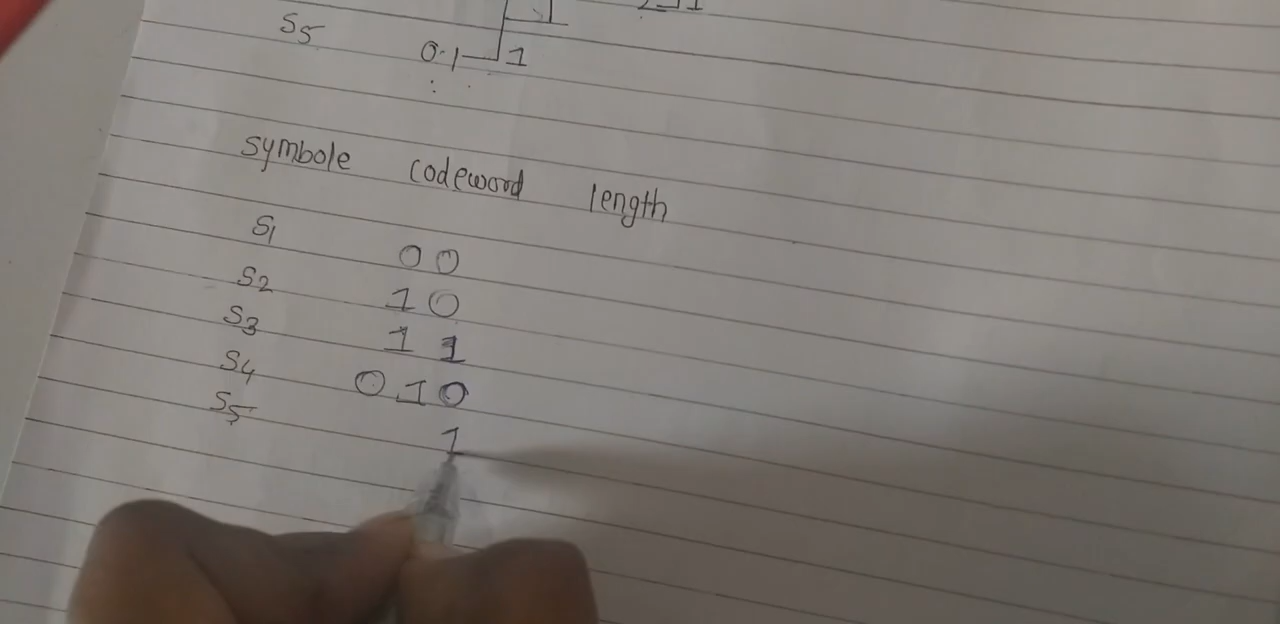 S5 0.1 1
symbole codeword length
S1 00
S2 10
S3 11
S4 010
S5 1